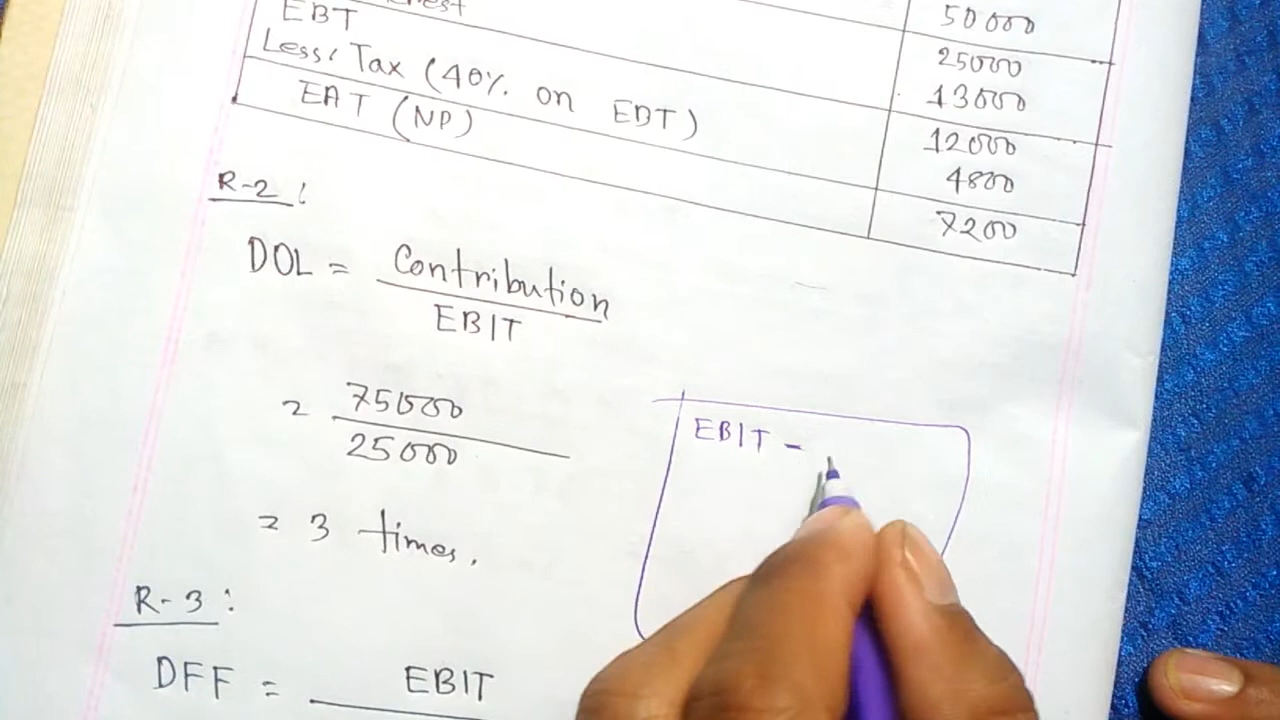 50000
EBT 25000
Less: Tax (40% on EBT) 13000
EAT (NP) 12000
4800
7200
R-2 :
DOL = Contribution
EBIT
= 75000
25000
= 3 times.
EBIT -
R-3 :
DFF = EBIT